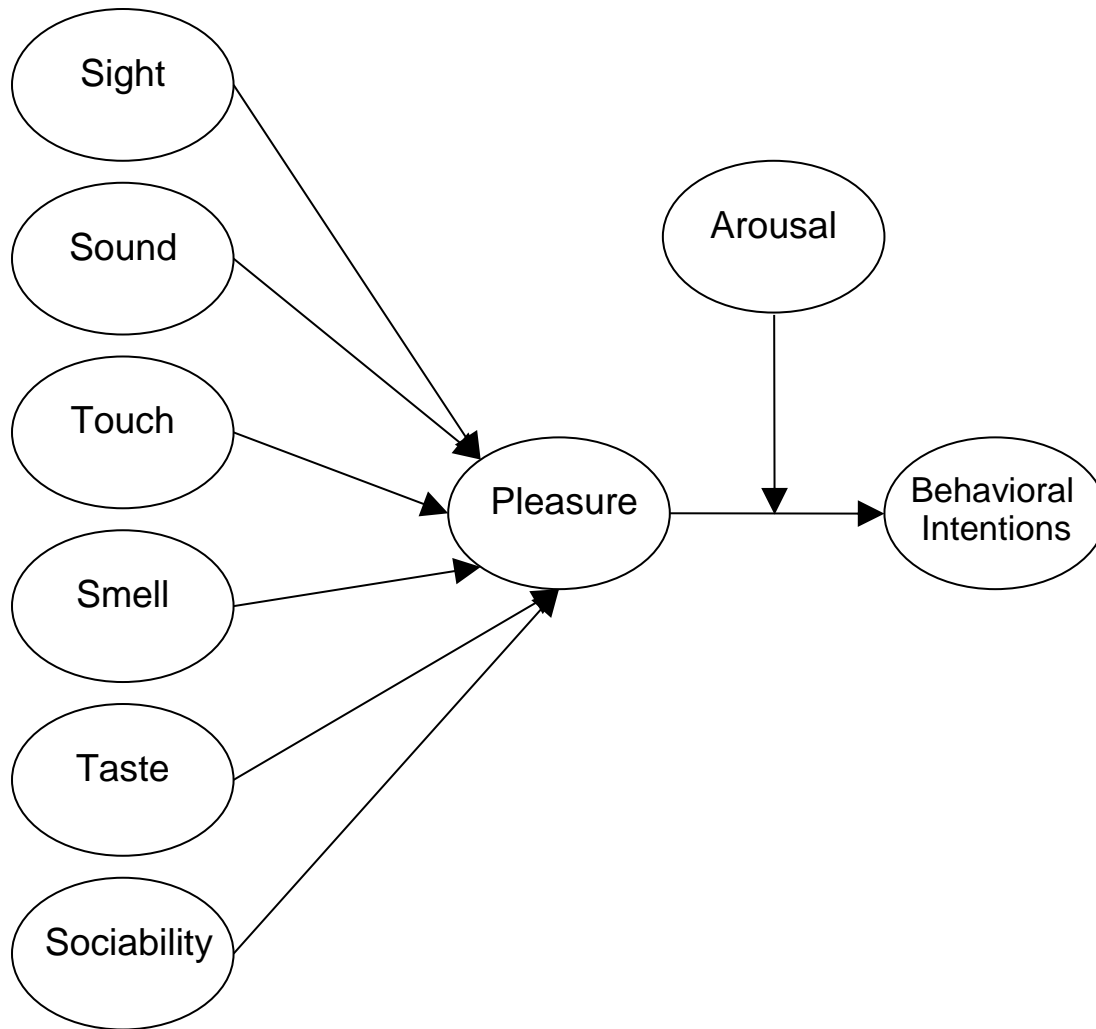 Sight
Sound
Arousal
Touch
Pleasure
Behavioral
Intentions
Smell
Taste
Sociability